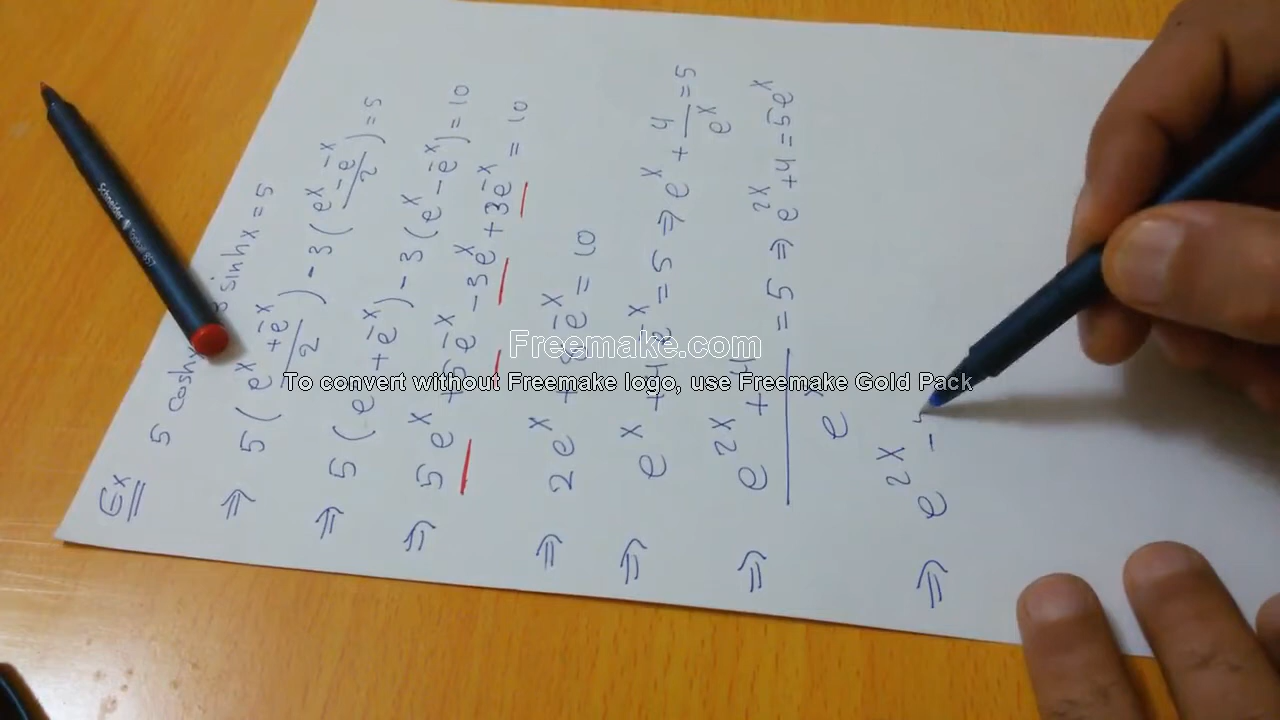 Ex 5 cosh x 3 sinh x = 5
⇒ 5 ( e^x + e^-x / 2 ) - 3 ( e^x - e^-x / 2 ) = 5
⇒ 5 ( e^x + e^-x ) - 3 ( e^x - e^-x ) = 10
⇒ 5e^x + 5e^-x - 3e^x + 3e^-x = 10
⇒ 2e^x + 8e^-x = 10
⇒ e^x + 4e^-x = 5 ⇒ e^x + 4 / e^x = 5
⇒ e^2x + 4 / e^x = 5 ⇒ e^2x + 4 = 5e^x
⇒ e^2x -
Schneider Topball 857
Freemake.com
To convert without Freemake logo, use Freemake Gold Pack